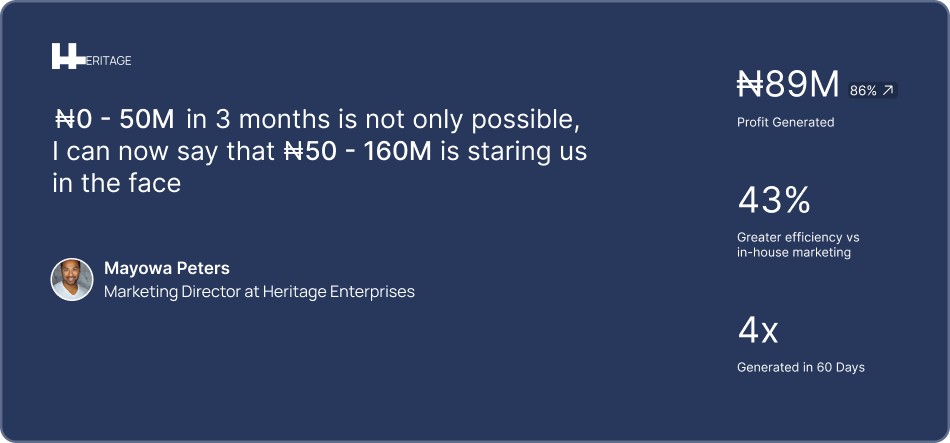 HERITAGE
₦0 - 50M in 3 months is not only possible,
I can now say that ₦50 - 160M is staring us
in the face
Mayowa Peters
Marketing Director at Heritage Enterprises
₦89M 86%
Profit Generated
43%
Greater efficiency vs
in-house marketing
4x
Generated in 60 Days